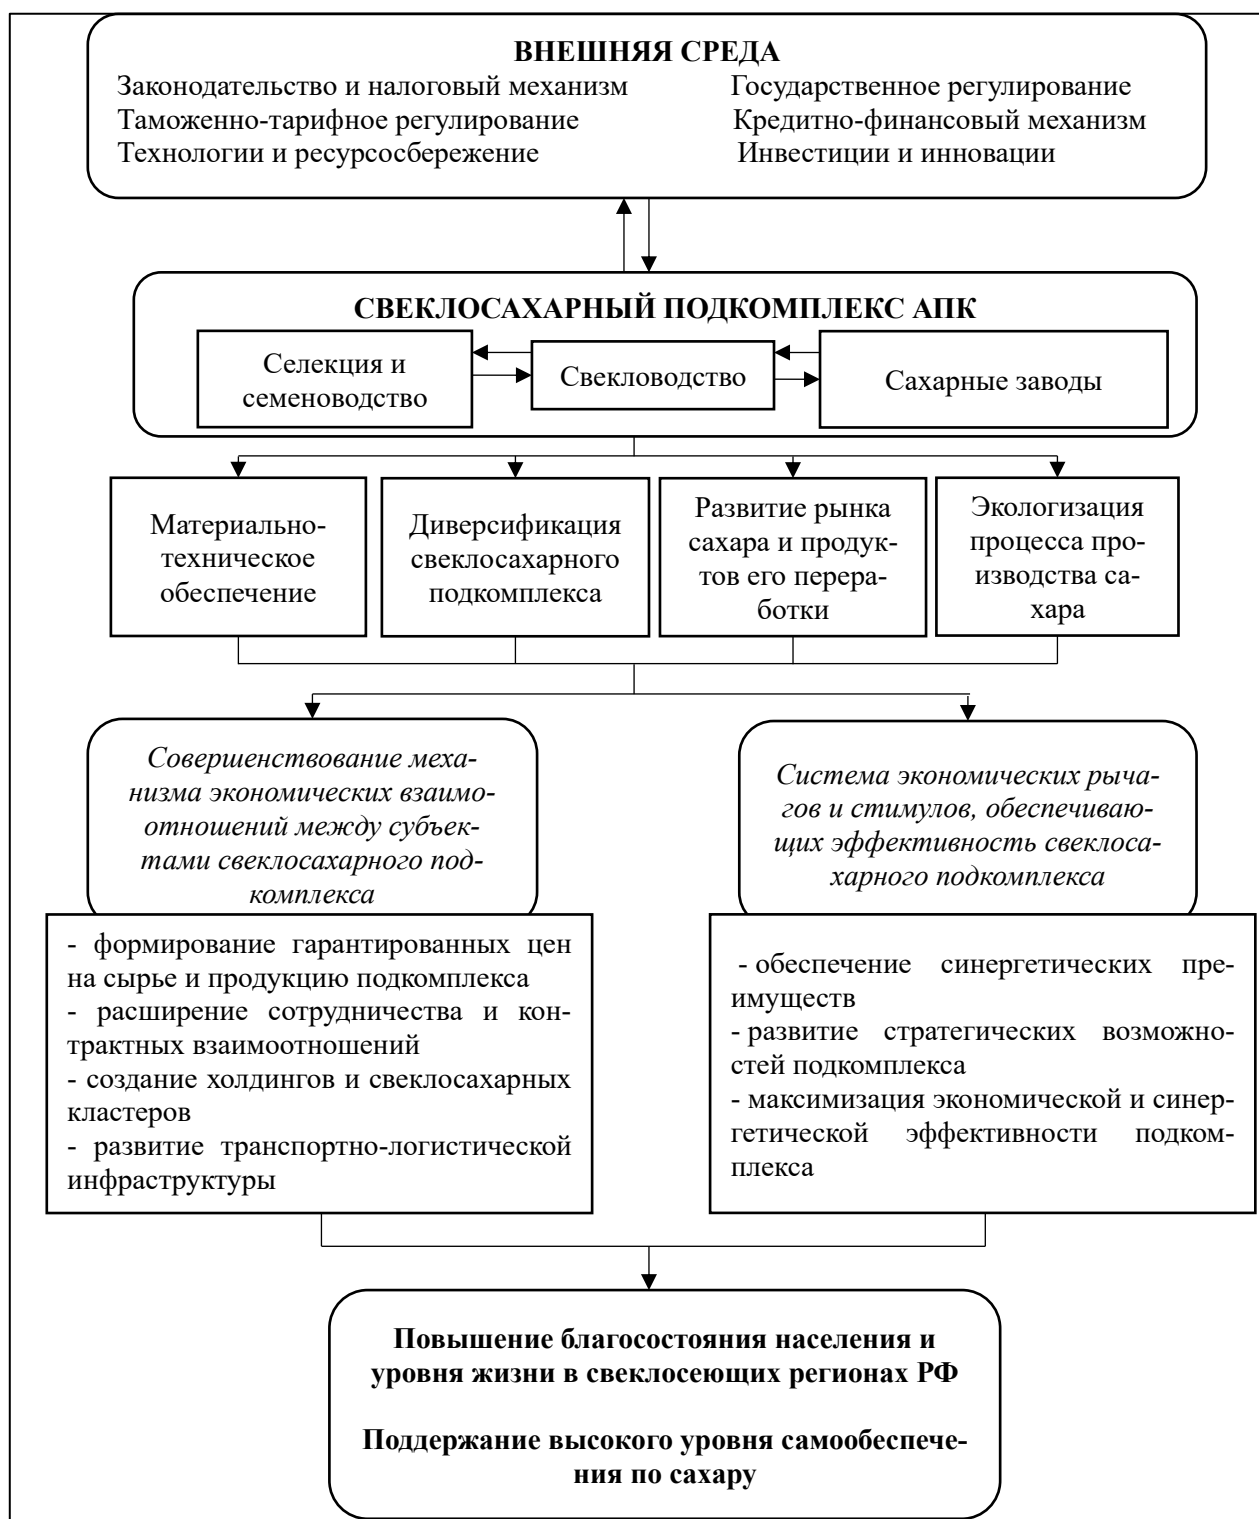 ВНЕШНЯЯ СРЕДА
Законодательство и налоговый механизм Государственное регулирование
Таможенно-тарифное регулирование Кредитно-финансовый механизм
Технологии и ресурсосбережение Инвестиции и инновации
СВЕКЛОСАХАРНЫЙ ПОДКОМПЛЕКС АПК
Селекция и
семеноводство
Свекловодство
Сахарные заводы
Материально-
техническое
обеспечение
Диверсификация
свеклосахарного
подкомплекса
Развитие рынка
сахара и продук-
тов его перера-
ботки
Экологизация
процесса про-
изводства са-
хара
Совершенствование меха-
низма экономических взаимо-
отношений между субъек-
тами свеклосахарного под-
комплекса
- формирование гарантированных цен
на сырье и продукцию подкомплекса
- расширение сотрудничества и кон-
трактных взаимоотношений
- создание холдингов и свеклосахарных
кластеров
- развитие транспортно-логистической
инфраструктуры
Система экономических рыча-
гов и стимулов, обеспечиваю-
щих эффективность свеклоса-
харного подкомплекса
- обеспечение синергетических пре-
имуществ
- развитие стратегических возможно-
стей подкомплекса
- максимизация экономической и синер-
гетической эффективности подком-
плекса
Повышение благосостояния населения и
уровня жизни в свеклосеющих регионах РФ
Поддержание высокого уровня самообеспече-
ния по сахару